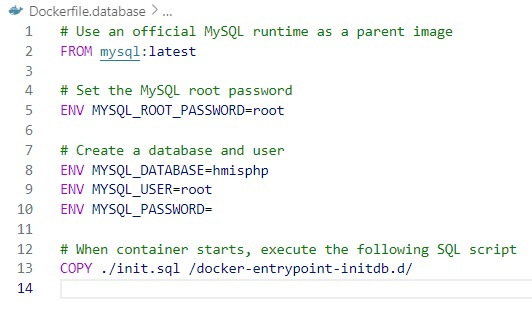 Dockerfile.database > ...
1 # Use an official MySQL runtime as a parent image
2 FROM mysql:latest
3
4 # Set the MySQL root password
5 ENV MYSQL_ROOT_PASSWORD=root
6
7 # Create a database and user
8 ENV MYSQL_DATABASE=hmisphp
9 ENV MYSQL_USER=root
10 ENV MYSQL_PASSWORD=
11
12 # When container starts, execute the following SQL script
13 COPY ./init.sql /docker-entrypoint-initdb.d/
14